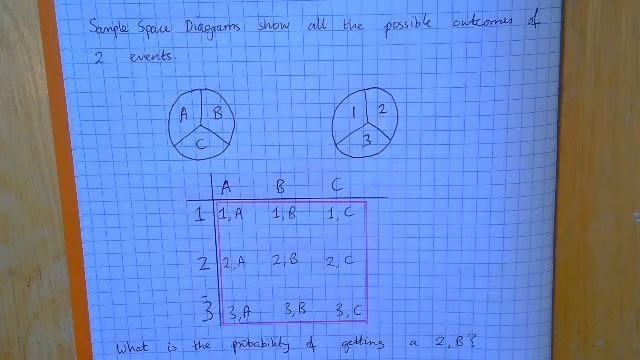 Sample Space Diagrams show all the possible outcomes of
2 events.
A B 1 2
C 3
A B C
1 1,A 1,B 1,C
2 2,A 2,B 2,C
3 3,A 3,B 3,C
What is the probability of getting a 2,B?